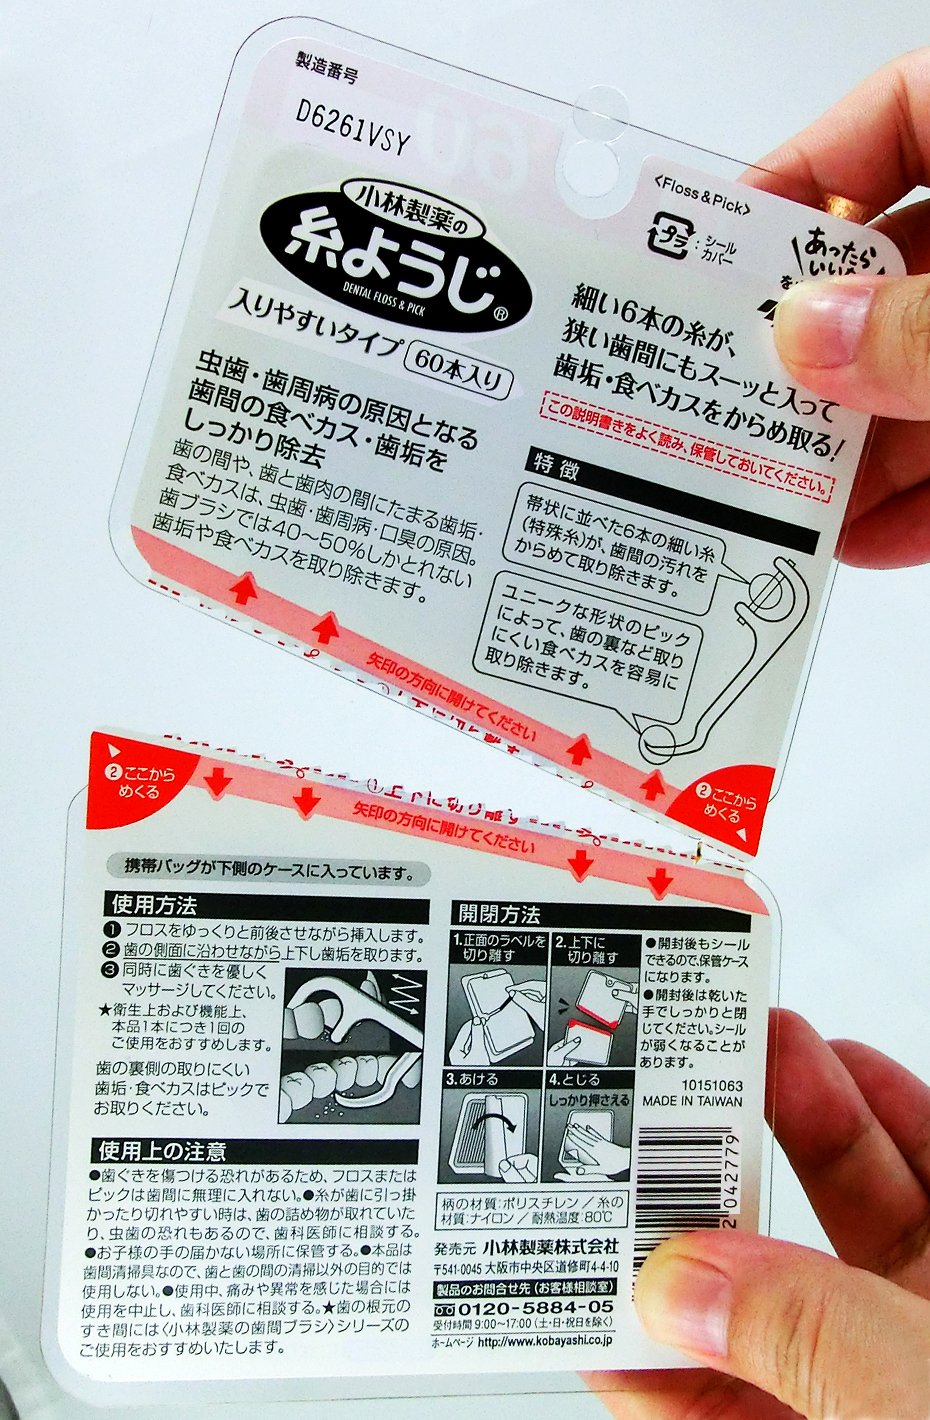 製造番号
D6261VSY
小林製薬の
糸ようじ®
DENTAL FLOSS & PICK
入りやすいタイプ 60本入り
虫歯・歯周病の原因となる
歯間の食べカス・歯垢を
しっかり除去
歯の間や、歯と歯肉の間にたまる歯垢・
食べカスは、虫歯・歯周病・口臭の原因。
歯ブラシでは40〜50%しかとれない
歯垢や食べカスを取り除きます。
〈Floss&Pick〉
プラ：シール
カバー
あったら
細い6本の糸が、
狭い歯間にもスーッと入って
歯垢・食べカスをからめ取る!
この説明書きをよく読み、保管しておいてください。
特徴
帯状に並べた6本の細い糸
(特殊糸)が、歯間の汚れを
からめて取り除きます。
ユニークな形状のピック
によって、歯の裏など取り
にくい食べカスを容易に
取り除きます。
矢印の方向に開けてください
②ここから
めくる
②ここから
めくる
①上下に切り離す
矢印の方向に開けてください
携帯バッグが下側のケースに入っています。
使用方法
❶フロスをゆっくりと前後させながら挿入します。
❷歯の側面に沿わせながら上下し歯垢を取ります。
❸同時に歯ぐきを優しく
マッサージしてください。
★衛生上および機能上、
本品1本につき1回の
ご使用をおすすめします。
歯の裏側の取りにくい
歯垢・食べカスはピックで
お取りください。
使用上の注意
●歯ぐきを傷つける恐れがあるため、フロスまたは
ピックは歯間に無理に入れない。●糸が歯に引っ掛
かったり切れやすい時は、歯の詰め物が取れていた
り、虫歯の恐れもあるので、歯科医師に相談する。
●お子様の手の届かない場所に保管する。●本品は
歯間清掃具なので、歯と歯の間の清掃以外の目的では
使用しない。●使用中、痛みや異常を感じた場合には
使用を中止し、歯科医師に相談する。★歯の根元の
すき間には〈小林製薬の歯間ブラシ〉シリーズの
ご使用をおすすめいたします。
開閉方法
1.正面のラベルを
切り離す
2.上下に
切り離す
3.あける
4.とじる
しっかり押さえる
●開封後もシール
できるので、保管ケース
になります。
●開封後は乾いた
手でしっかりと閉
じてください。シール
が弱くなることが
あります。
10151063
MADE IN TAIWAN
柄の材質：ポリスチレン／糸の
材質：ナイロン／耐熱温度：80℃
発売元 小林製薬株式会社
〒541-0045 大阪市中央区道修町4-4-10
製品のお問合せ先(お客様相談室)
0120-5884-05
受付時間 9:00〜17:00(土・日・祝日を除く)
ホームページ http://www.kobayashi.co.jp
2 042779